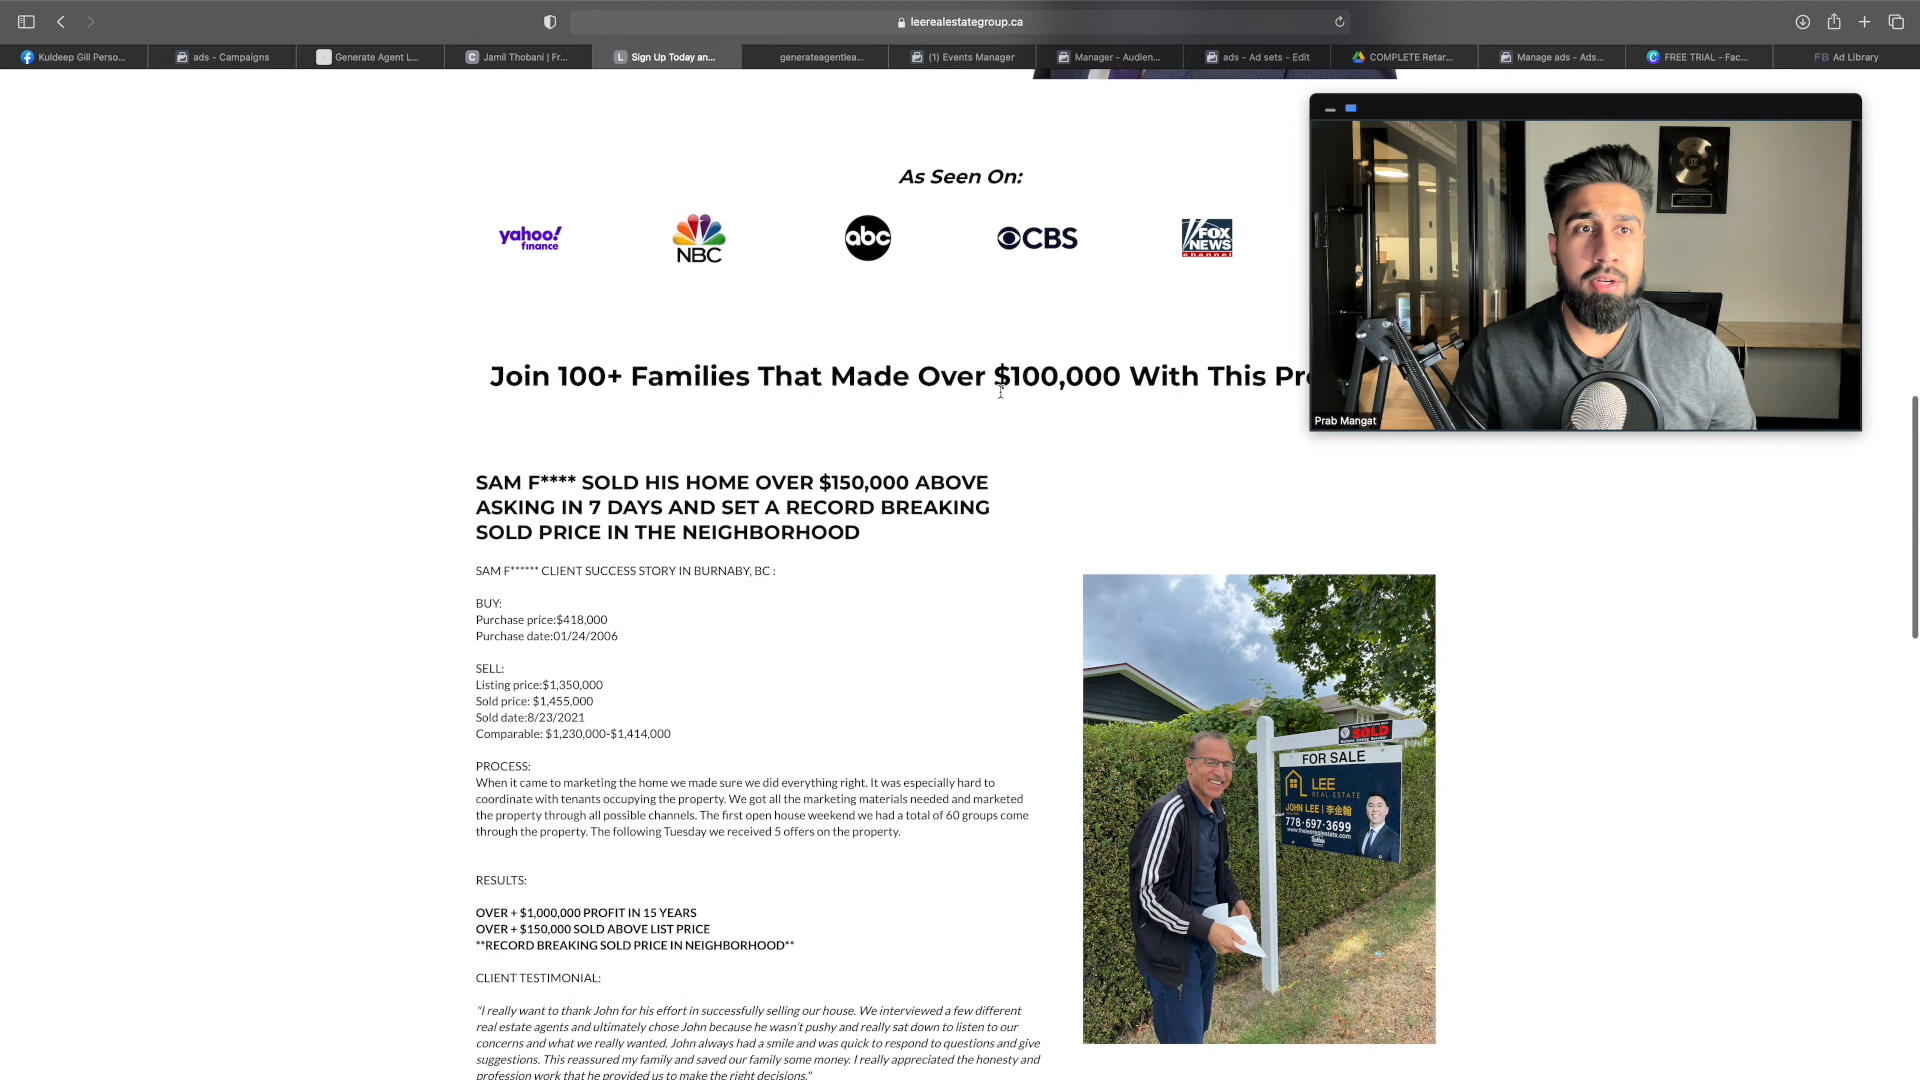 leerealestategroup.ca
Kuldeep Gill Perso...
ads - Campaigns
Generate Agent L...
Jamil Thobani | Fr...
Sign Up Today an...
generateagentlea...
(1) Events Manager
Manager - Audien...
ads - Ad sets - Edit
COMPLETE Retar...
Manage ads - Ads...
FREE TRIAL - Fac...
FB Ad Library
As Seen On:
yahoo!
finance
NBC
abc
CBS
FOX
NEWS
channel
Join 100+ Families That Made Over $100,000 With This Pr
Prab Mangat
SAM F**** SOLD HIS HOME OVER $150,000 ABOVE
ASKING IN 7 DAYS AND SET A RECORD BREAKING
SOLD PRICE IN THE NEIGHBORHOOD
SAM F****** CLIENT SUCCESS STORY IN BURNABY, BC :
BUY:
Purchase price:$418,000
Purchase date:01/24/2006
SELL:
Listing price:$1,350,000
Sold price: $1,455,000
Sold date:8/23/2021
Comparable: $1,230,000-$1,414,000
PROCESS:
When it came to marketing the home we made sure we did everything right. It was especially hard to
coordinate with tenants occupying the property. We got all the marketing materials needed and marketed
the property through all possible channels. The first open house weekend we had a total of 60 groups come
through the property. The following Tuesday we received 5 offers on the property.
RESULTS:
OVER + $1,000,000 PROFIT IN 15 YEARS
OVER + $150,000 SOLD ABOVE LIST PRICE
**RECORD BREAKING SOLD PRICE IN NEIGHBORHOOD**
CLIENT TESTIMONIAL:
"I really want to thank John for his effort in successfully selling our house. We interviewed a few different
real estate agents and ultimately chose John because he wasn't pushy and really sat down to listen to our
concerns and what we really wanted. John always had a smile and was quick to respond to questions and give
suggestions. This reassured my family and saved our family some money. I really appreciated the honesty and
profession work that he provided us to make the right decisions."
SOLD
FOR SALE
LEE
REAL ESTATE
JOHN LEE | 李金翰
778-697-3699
www.theleerealestate.com